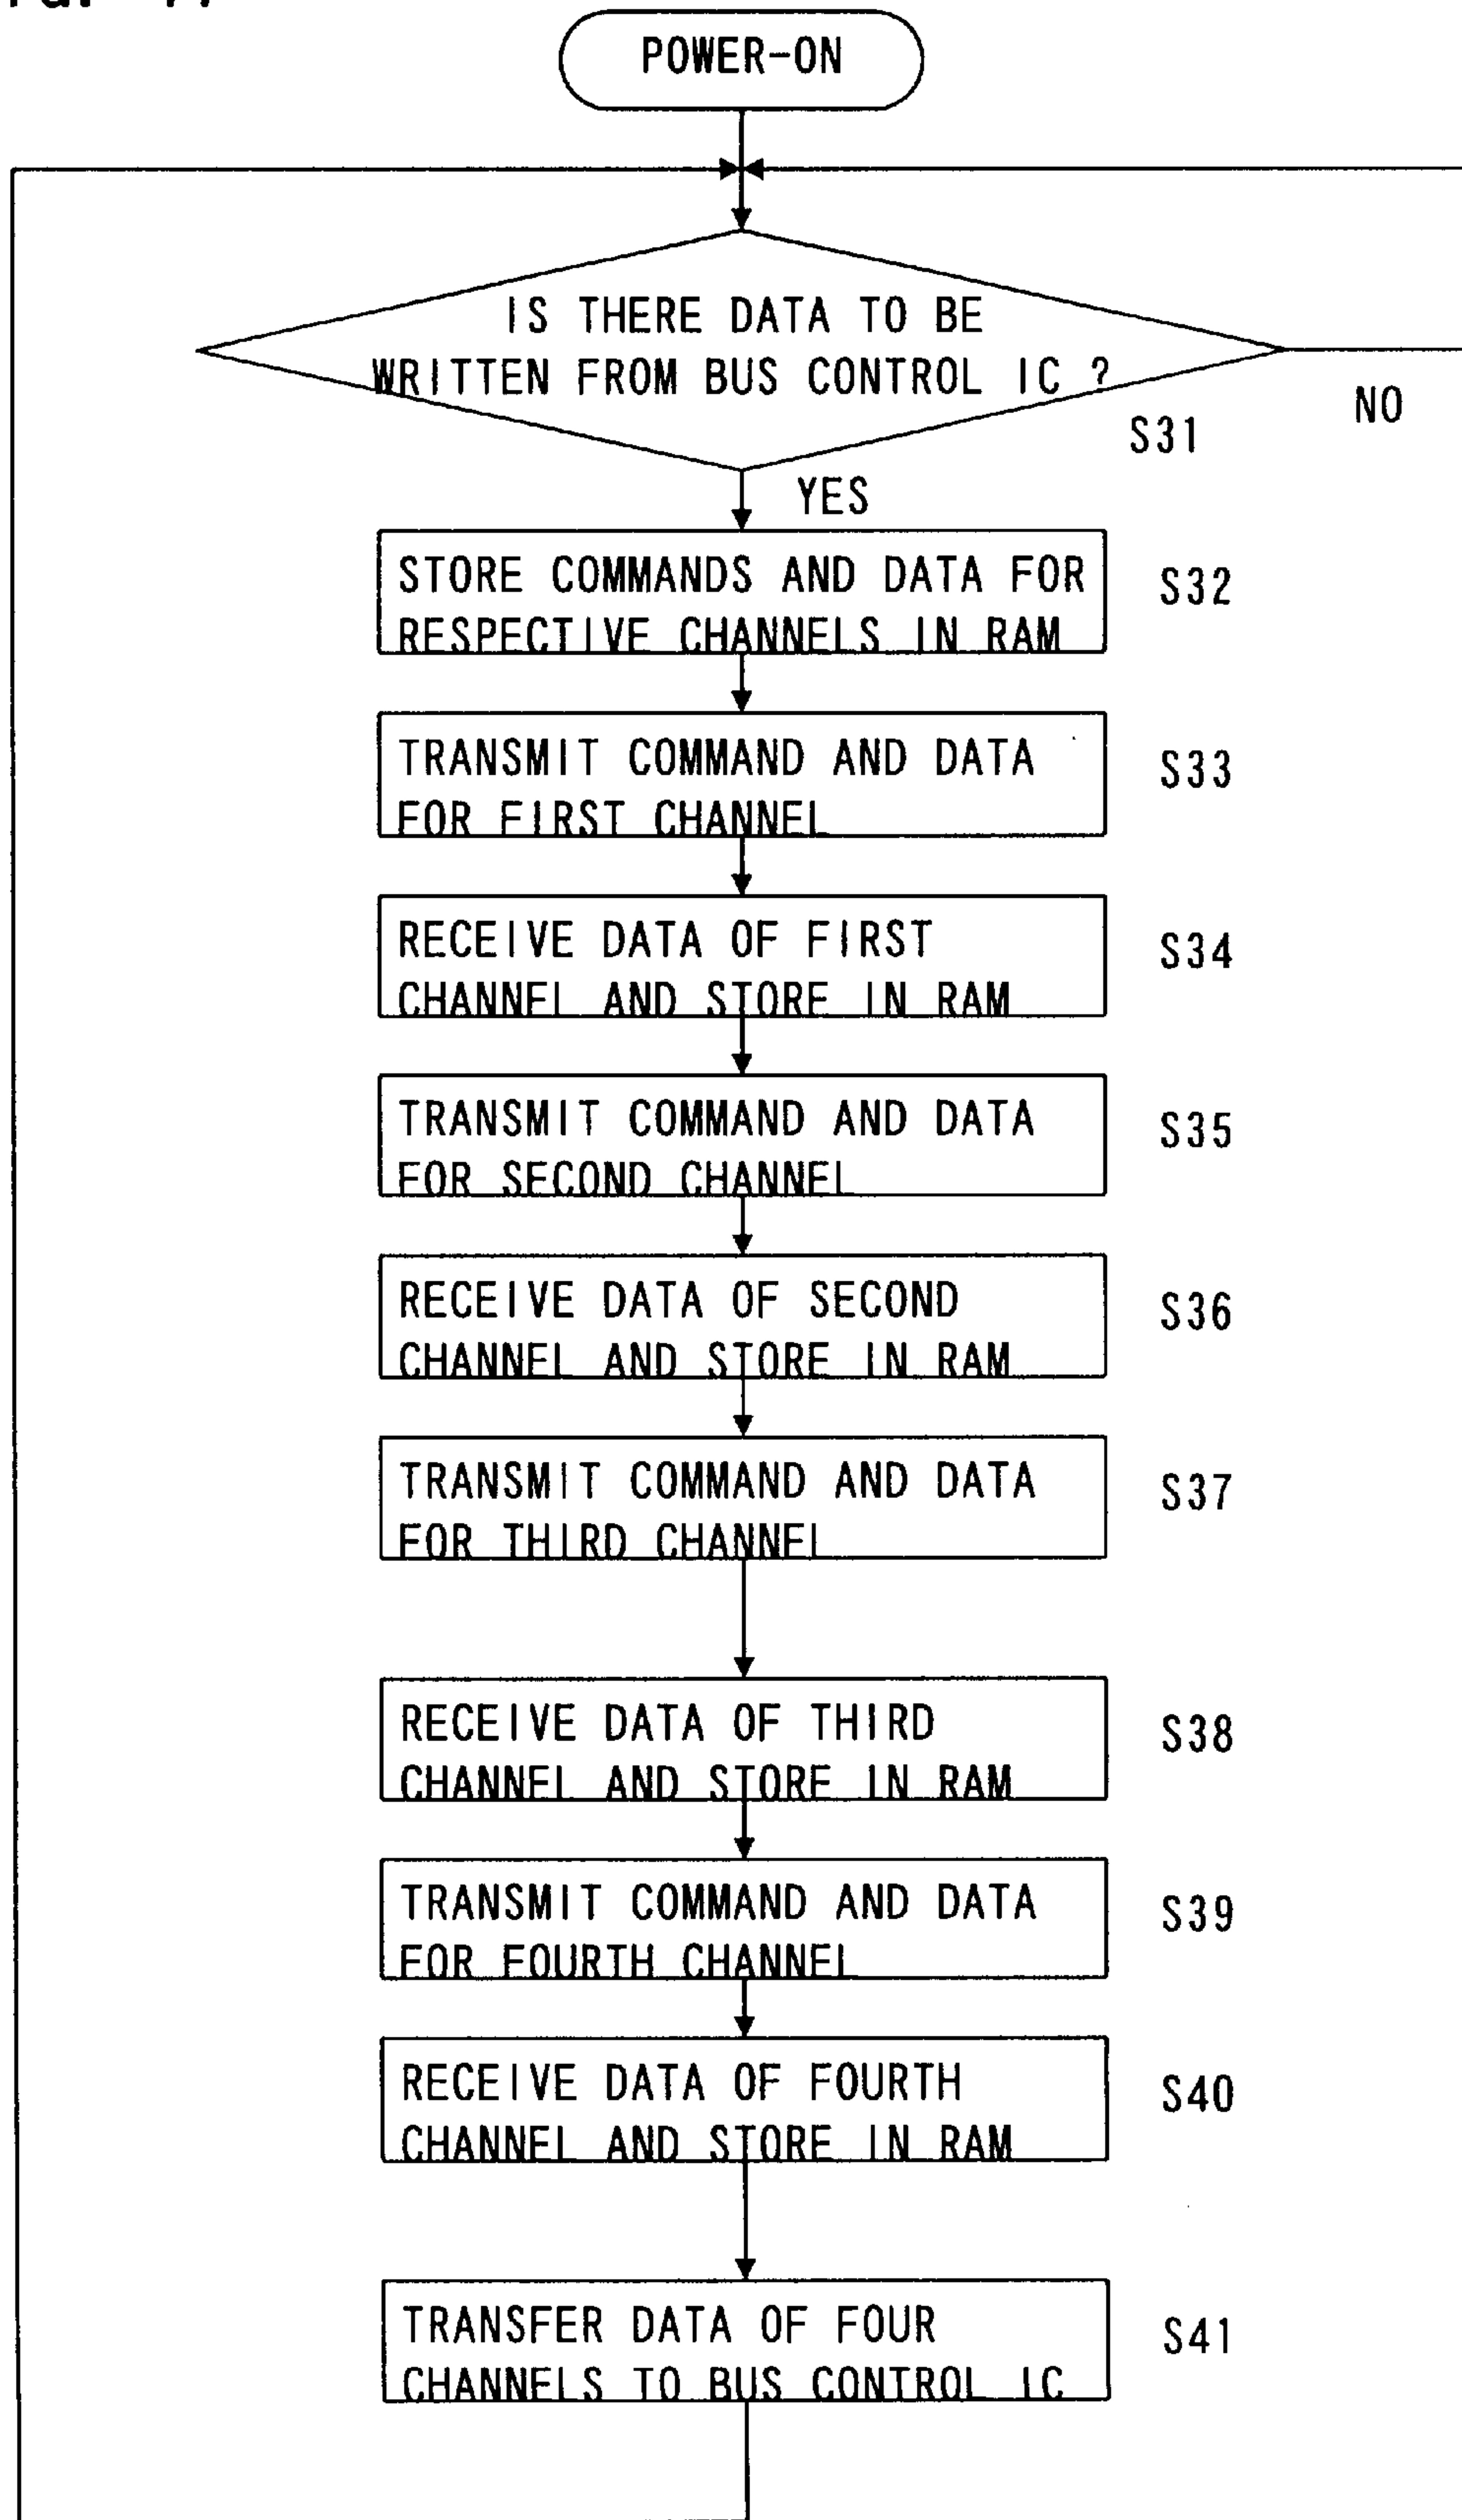 POWER-ON
IS THERE DATA TO BE
WRITTEN FROM BUS CONTROL IC ?
NO
S31
YES
STORE COMMANDS AND DATA FOR
RESPECTIVE CHANNELS IN RAM
S32
TRANSMIT COMMAND AND DATA
FOR FIRST CHANNEL
S33
RECEIVE DATA OF FIRST
CHANNEL AND STORE IN RAM
S34
TRANSMIT COMMAND AND DATA
FOR SECOND CHANNEL
S35
RECEIVE DATA OF SECOND
CHANNEL AND STORE IN RAM
S36
TRANSMIT COMMAND AND DATA
FOR THIRD CHANNEL
S37
RECEIVE DATA OF THIRD
CHANNEL AND STORE IN RAM
S38
TRANSMIT COMMAND AND DATA
FOR FOURTH CHANNEL
S39
RECEIVE DATA OF FOURTH
CHANNEL AND STORE IN RAM
S40
TRANSFER DATA OF FOUR
CHANNELS TO BUS CONTROL IC
S41